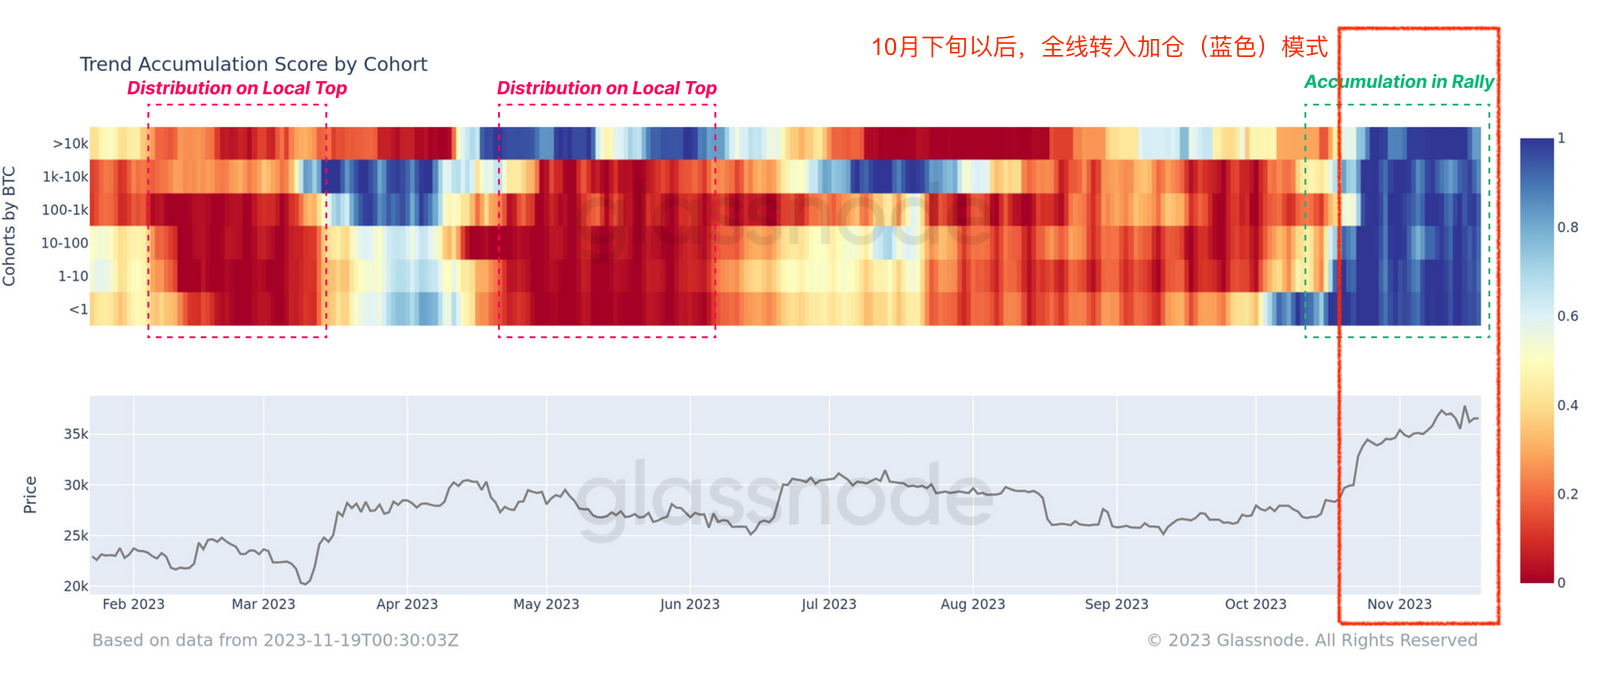 10月下旬以后，全线转入加仓（蓝色）模式
Trend Accumulation Score by Cohort
Distribution on Local Top
Distribution on Local Top
Accumulation in Rally
Cohorts by BTC
>10k
1k-10k
100-1k
10-100
1-10
<1
glassnode
1
0.8
0.6
0.4
0.2
0
Price
35k
30k
25k
20k
glassnode
Feb 2023
Mar 2023
Apr 2023
May 2023
Jun 2023
Jul 2023
Aug 2023
Sep 2023
Oct 2023
Nov 2023
Based on data from 2023-11-19T00:30:03Z
© 2023 Glassnode. All Rights Reserved